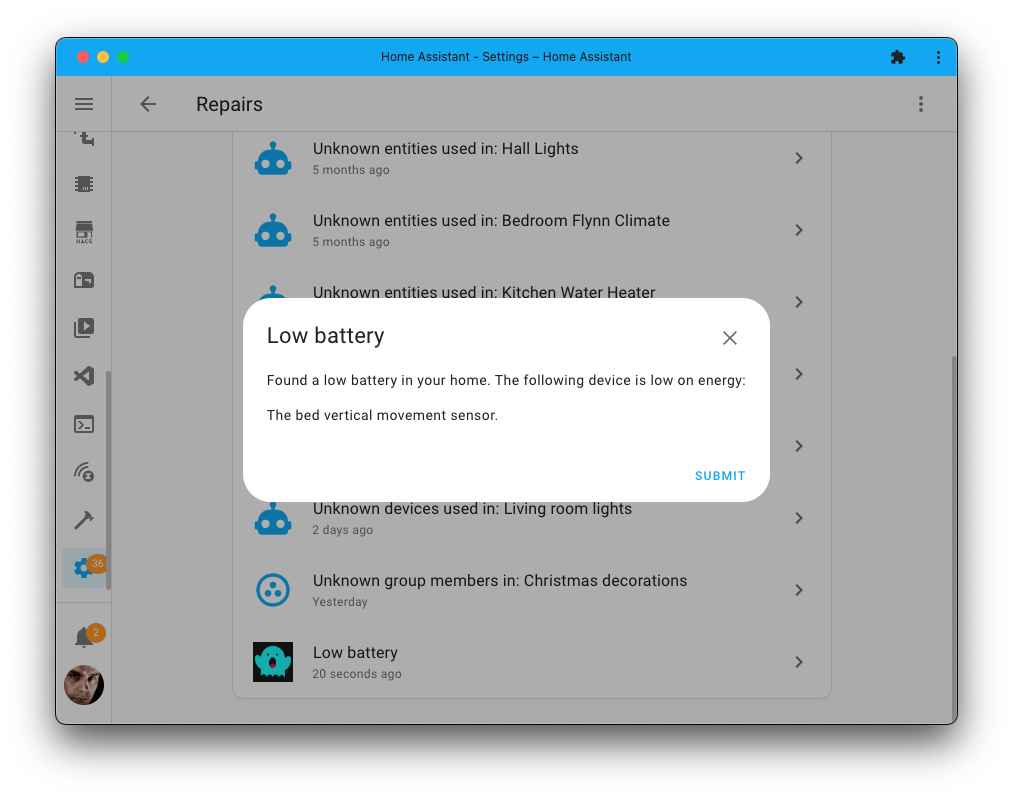 Home Assistant - Settings – Home Assistant
Repairs
Unknown entities used in: Hall Lights
5 months ago
Unknown entities used in: Bedroom Flynn Climate
5 months ago
Unknown entities used in: Kitchen Water Heater
HACS
Low battery
Found a low battery in your home. The following device is low on energy:
The bed vertical movement sensor.
SUBMIT
Unknown devices used in: Living room lights
2 days ago
36
Unknown group members in: Christmas decorations
Yesterday
2
Low battery
20 seconds ago